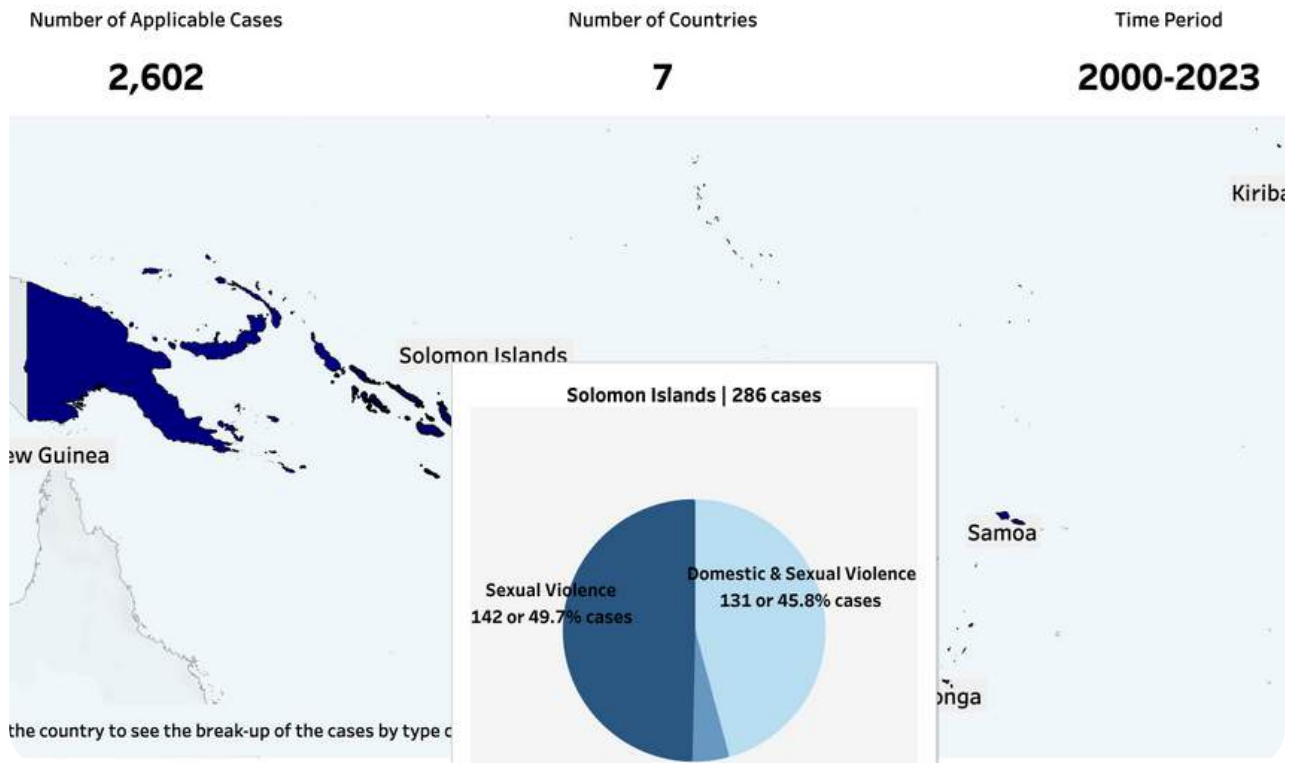 Number of Applicable Cases
2,602
Number of Countries
7
Time Period
2000-2023
Kiriba
Solomon Islands
Solomon Islands | 286 cases
ew Guinea
Samoa
Domestic & Sexual Violence
131 or 45.8% cases
Sexual Violence
142 or 49.7% cases
onga
the country to see the break-up of the cases by type c